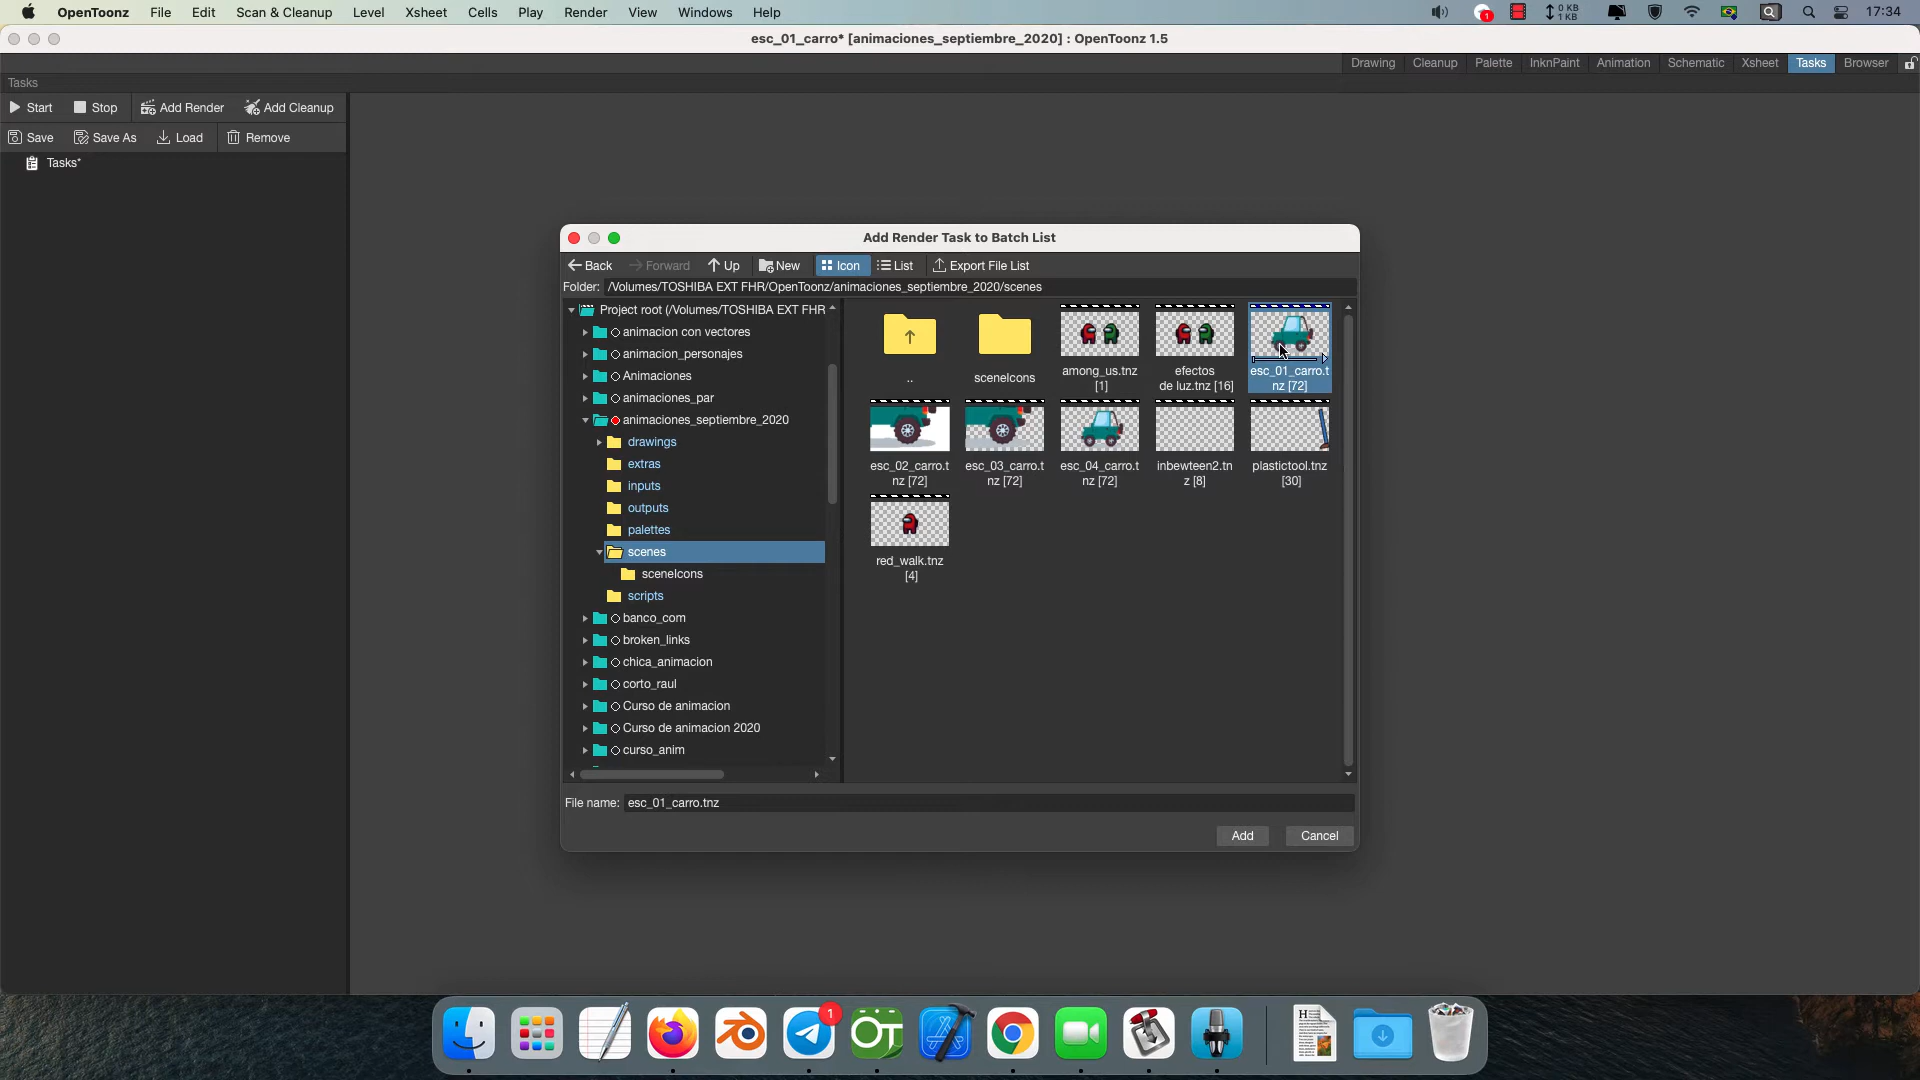 OpenToonz File Edit Scan & Cleanup Level Xsheet Cells Play Render View Windows Help 1 0 KB 1 KB 17:34
esc_01_carro* [animaciones_septiembre_2020] : OpenToonz 1.5
Drawing Cleanup Palette InknPaint Animation Schematic Xsheet Tasks Browser
Tasks
Start Stop Add Render Add Cleanup
Save Save As Load Remove
Tasks*
Add Render Task to Batch List
Back Forward Up New Icon List Export File List
Folder: /Volumes/TOSHIBA EXT FHR/OpenToonz/animaciones_septiembre_2020/scenes
Project root (/Volumes/TOSHIBA EXT FHR
animacion con vectores
animacion_personajes
Animaciones
animaciones_par
animaciones_septiembre_2020
drawings
extras
inputs
outputs
palettes
scenes
sceneIcons
scripts
banco_com
broken_links
chica_animacion
corto_raul
Curso de animacion
Curso de animacion 2020
curso_anim
..
sceneIcons
among_us.tnz
[1]
efectos
de luz.tnz [16]
esc_01_carro.t
nz [72]
esc_02_carro.t
nz [72]
esc_03_carro.t
nz [72]
esc_04_carro.t
nz [72]
inbewteen2.tn
z [8]
plastictool.tnz
[30]
red_walk.tnz
[4]
File name: esc_01_carro.tnz
Add Cancel
1
OT